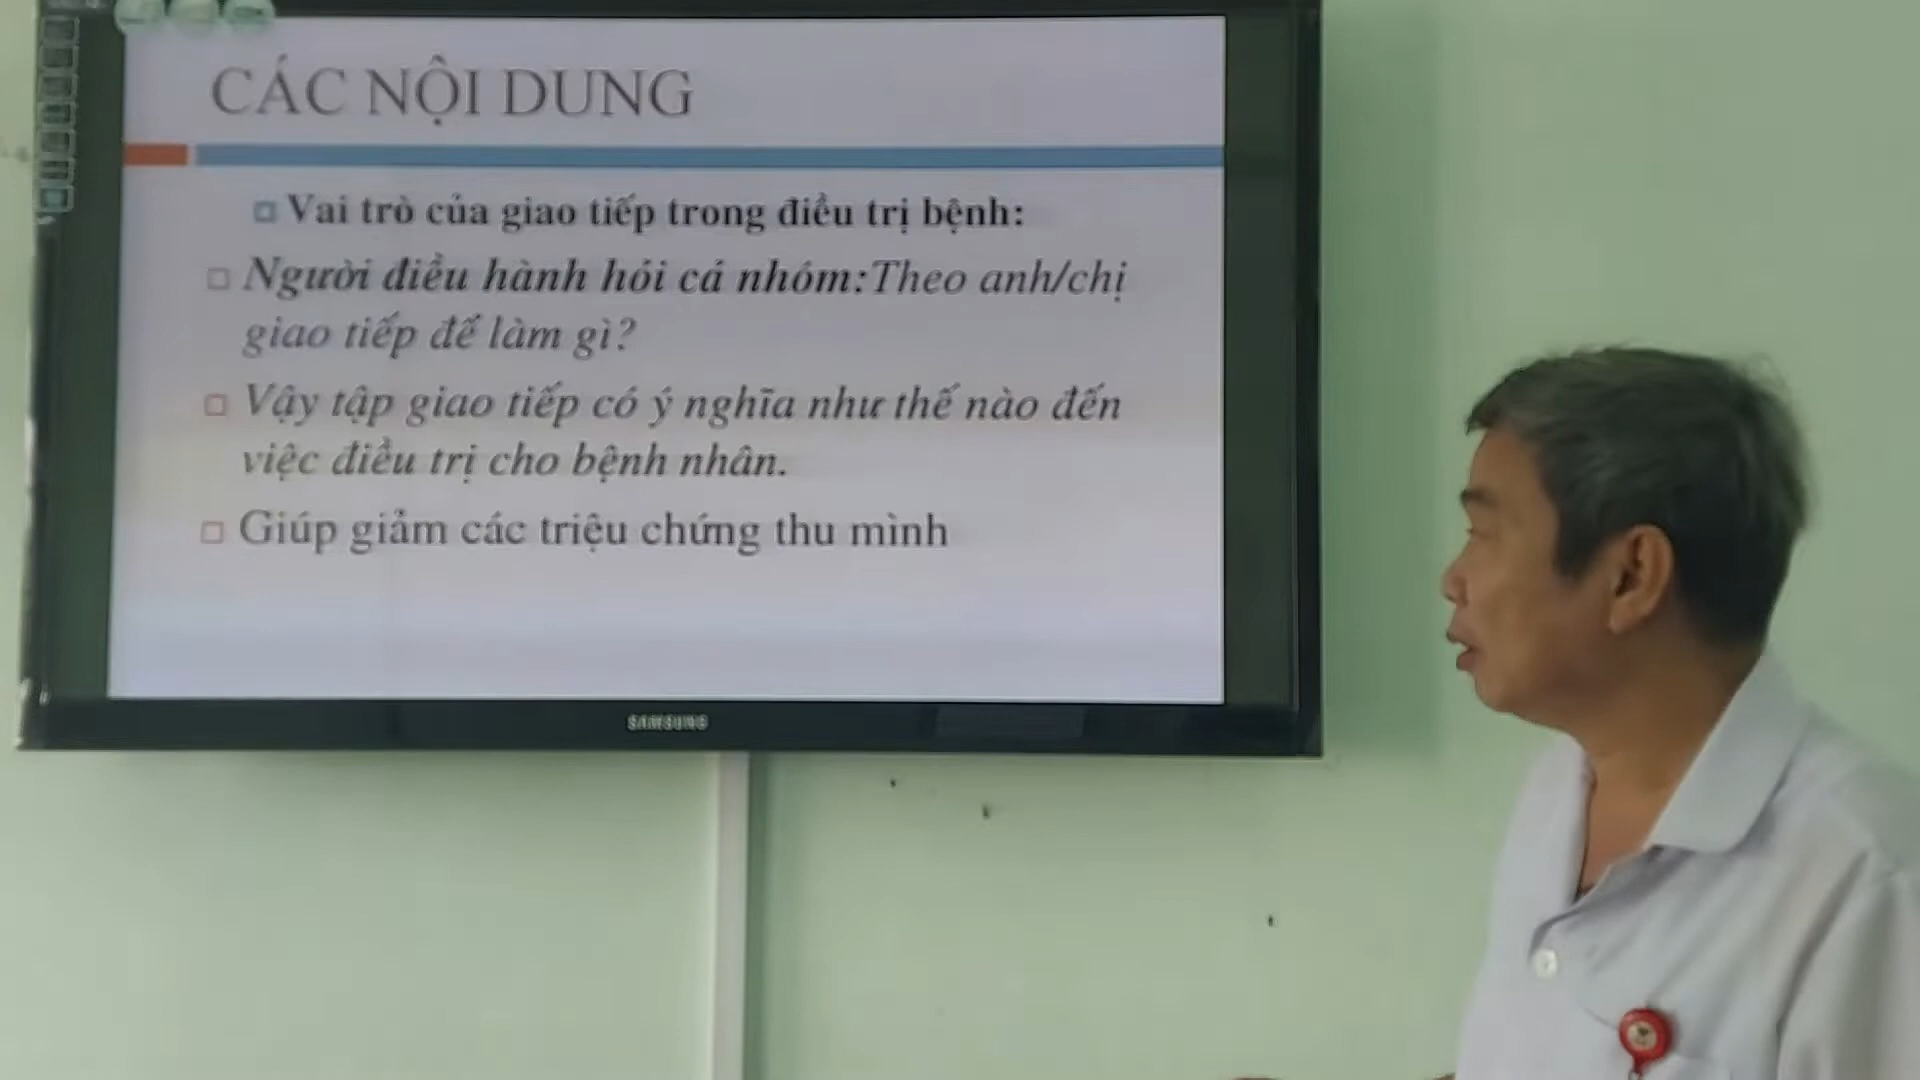 CÁC NỘI DUNG
Vai trò của giao tiếp trong điều trị bệnh:
Người điều hành hỏi cả nhóm:Theo anh/chị
giao tiếp để làm gì?
Vậy tập giao tiếp có ý nghĩa như thế nào đến
việc điều trị cho bệnh nhân.
Giúp giảm các triệu chứng thu mình
SAMSUNG